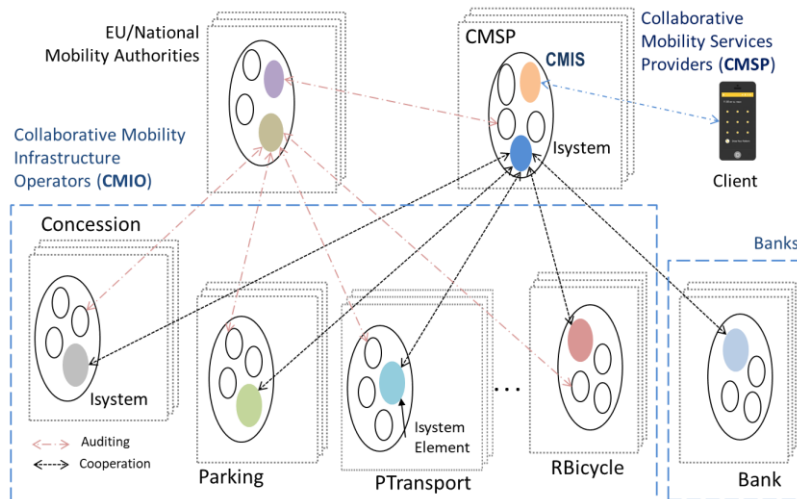 EU/National
Mobility Authorities
CMSP
CMIS
Collaborative
Mobility Services
Providers (CMSP)
Collaborative Mobility
Infrastructure
Operators (CMIO)
Isystem
Client
Concession
Banks
Isystem
Isystem
Element
...
Auditing
Cooperation
Parking
PTransport
RBicycle
Bank